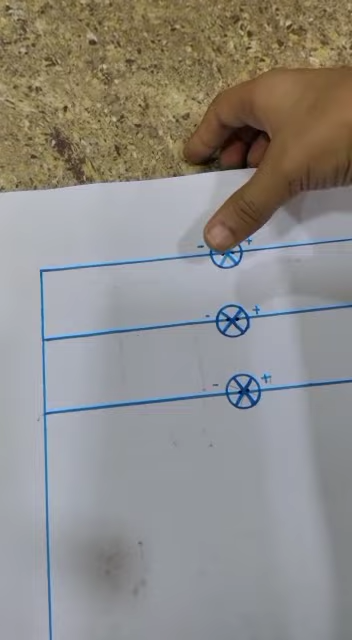 - +
- +
- +